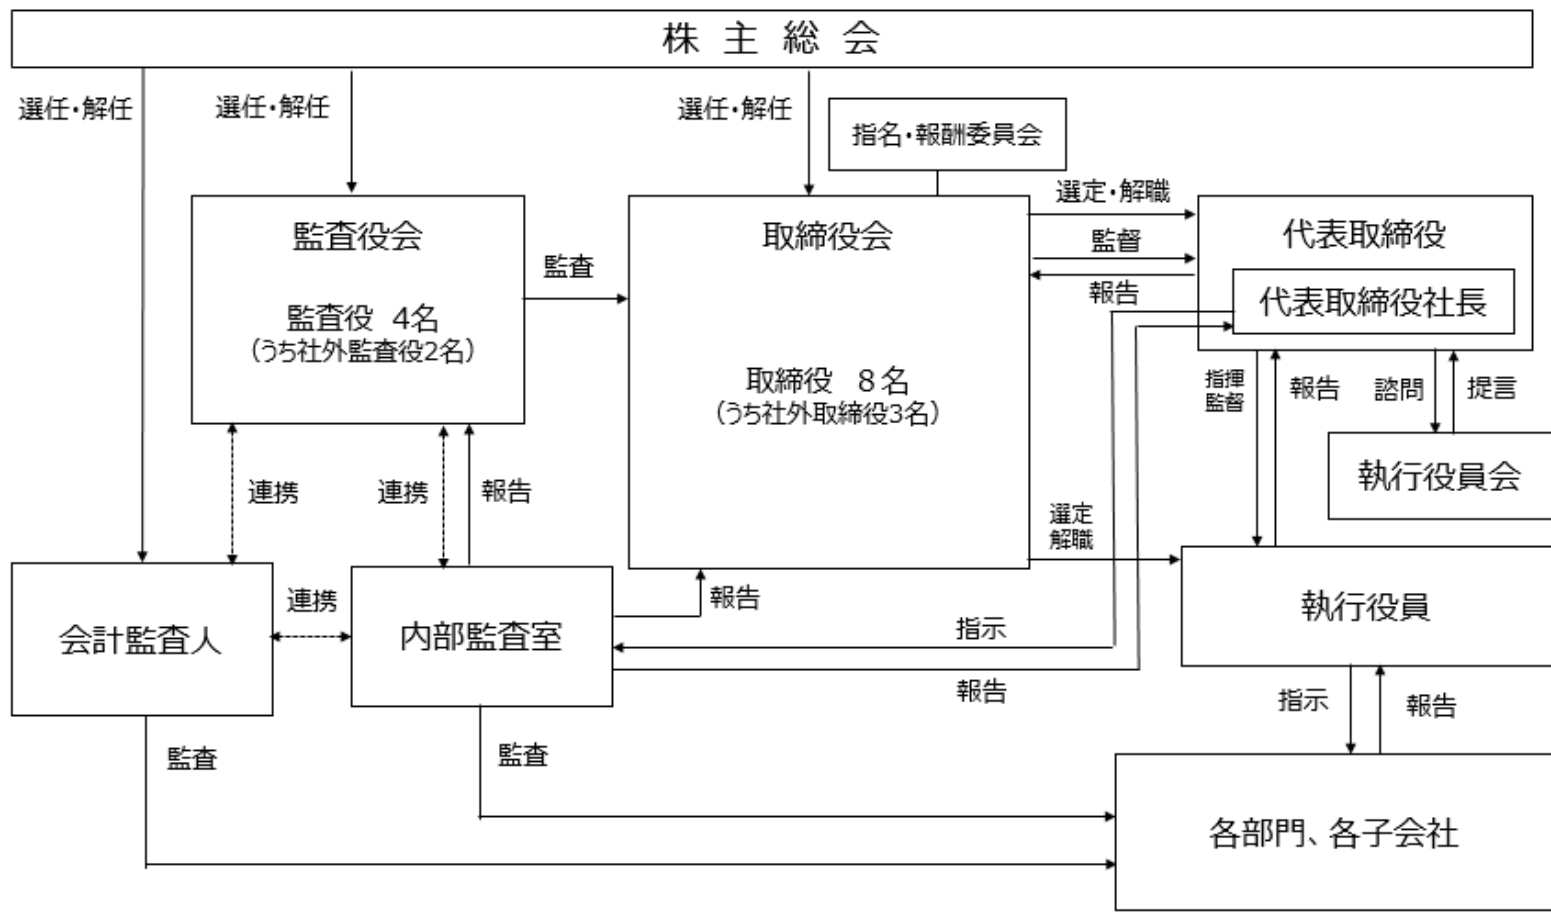 株 主 総 会
選任・解任
選任・解任
選任・解任
指名・報酬委員会
監査役会
監査役 4名
(うち社外監査役2名)
監査
取締役会
取締役 8名
(うち社外取締役3名)
選定・解職
監督
報告
代表取締役
代表取締役社長
指揮
監督
報告
諮問
提言
執行役員会
連携
連携
報告
選定
解職
執行役員
会計監査人
連携
内部監査室
報告
指示
報告
指示
報告
監査
監査
各部門、各子会社